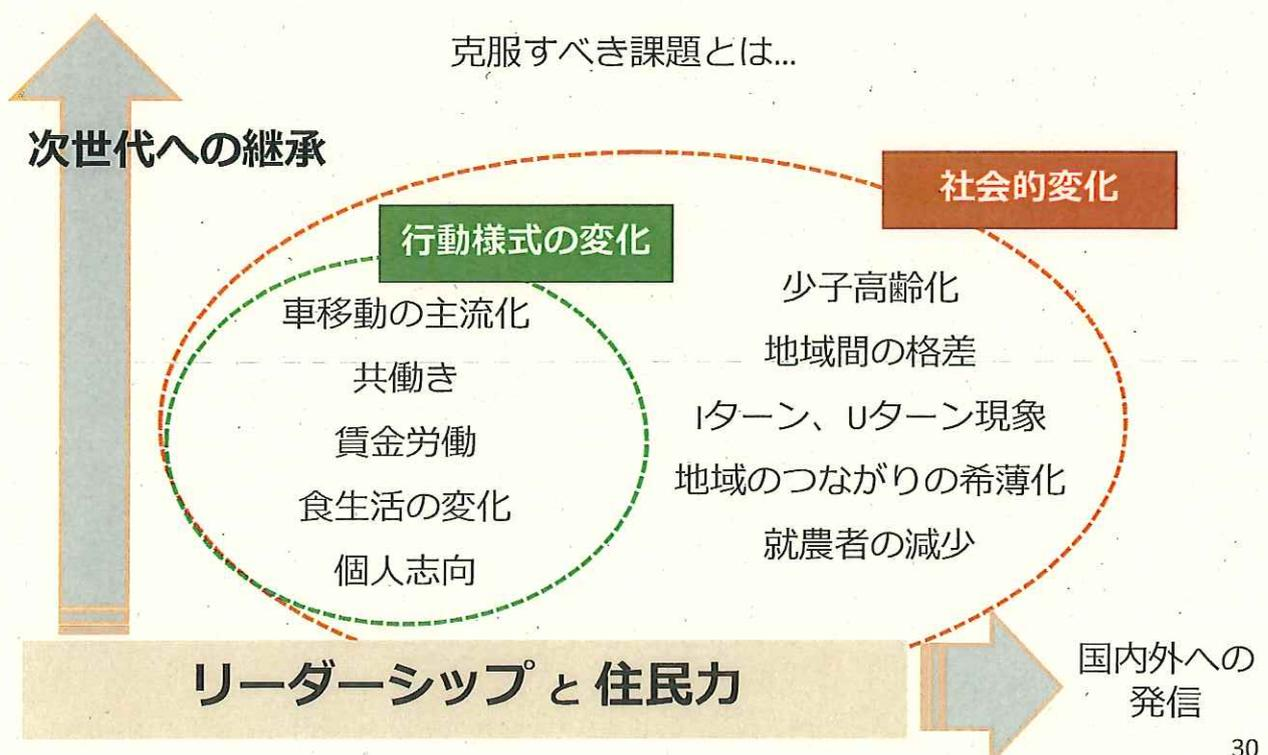 克服すべき課題とは...
次世代への継承
社会的変化
行動様式の変化
車移動の主流化
共働き
賃金労働
食生活の変化
個人志向
少子高齢化
地域間の格差
Iターン、Uターン現象
地域のつながりの希薄化
就農者の減少
リーダーシップ と 住民力
国内外への
発信
30